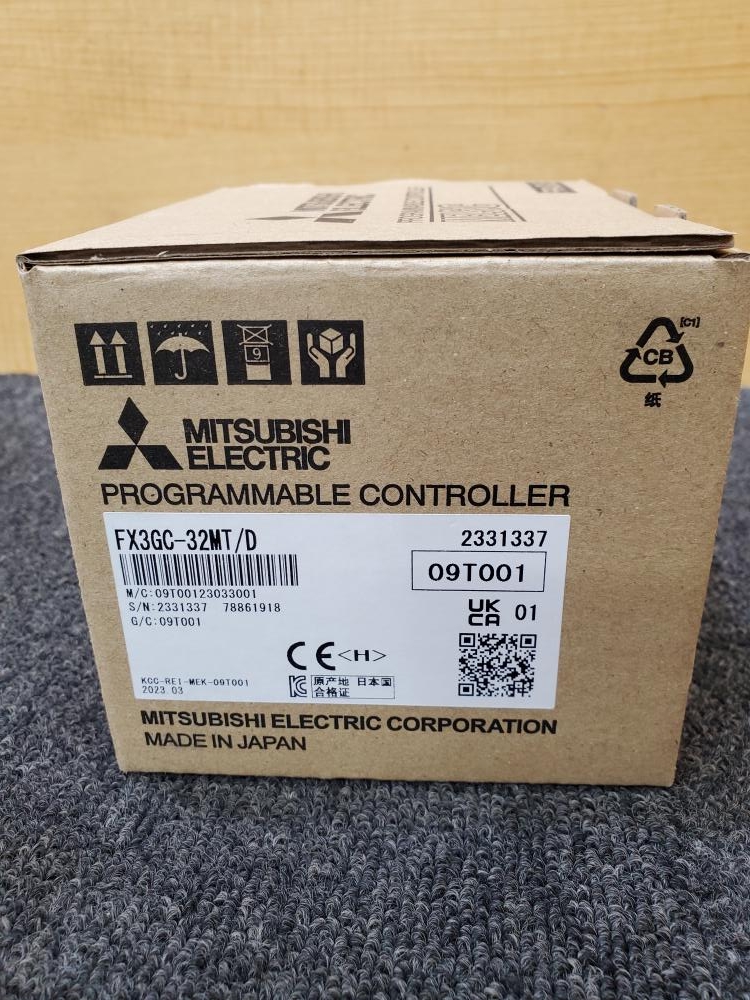 MITSUBISHI
ELECTRIC
9
[C1]
CB
纸
MITSUBISHI
ELECTRIC
PROGRAMMABLE CONTROLLER
FX3GC-32MT/D
2331337
09T001
M/C:09T00123033001
S/N:2331337 78861918
G/C:09T001
UK
CA 01
CE <H>
KCC-REI-MEK-09T001
2023.03
原产地 日本国
合格证
MITSUBISHI ELECTRIC CORPORATION
MADE IN JAPAN